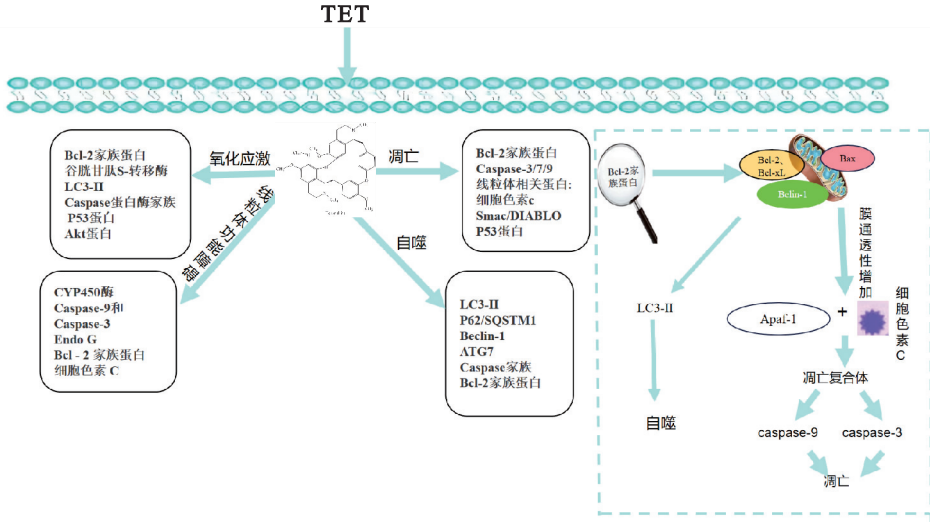 TET
Bcl-2家族蛋白
谷胱甘肽S-转移酶
LC3-II
Caspase蛋白酶家族
P53蛋白
Akt蛋白
氧化应激
凋亡
线粒体功能障碍
自噬
Bcl-2家族蛋白
Caspase-3/7/9
线粒体相关蛋白:
细胞色素c
Smac/DIABLO
P53蛋白
CYP450酶
Caspase-9和
Caspase-3
Endo G
Bcl - 2 家族蛋白
细胞色素 C
LC3-II
P62/SQSTM1
Beclin-1
ATG7
Caspase家族
Bcl-2家族蛋白
Bcl-2家
族蛋白
Bcl-2,
Bcl-xL
Bax
Bclin-1
膜通透性增加
LC3-II
Apaf-1
+
细胞色素C
凋亡复合体
自噬
caspase-9
caspase-3
凋亡